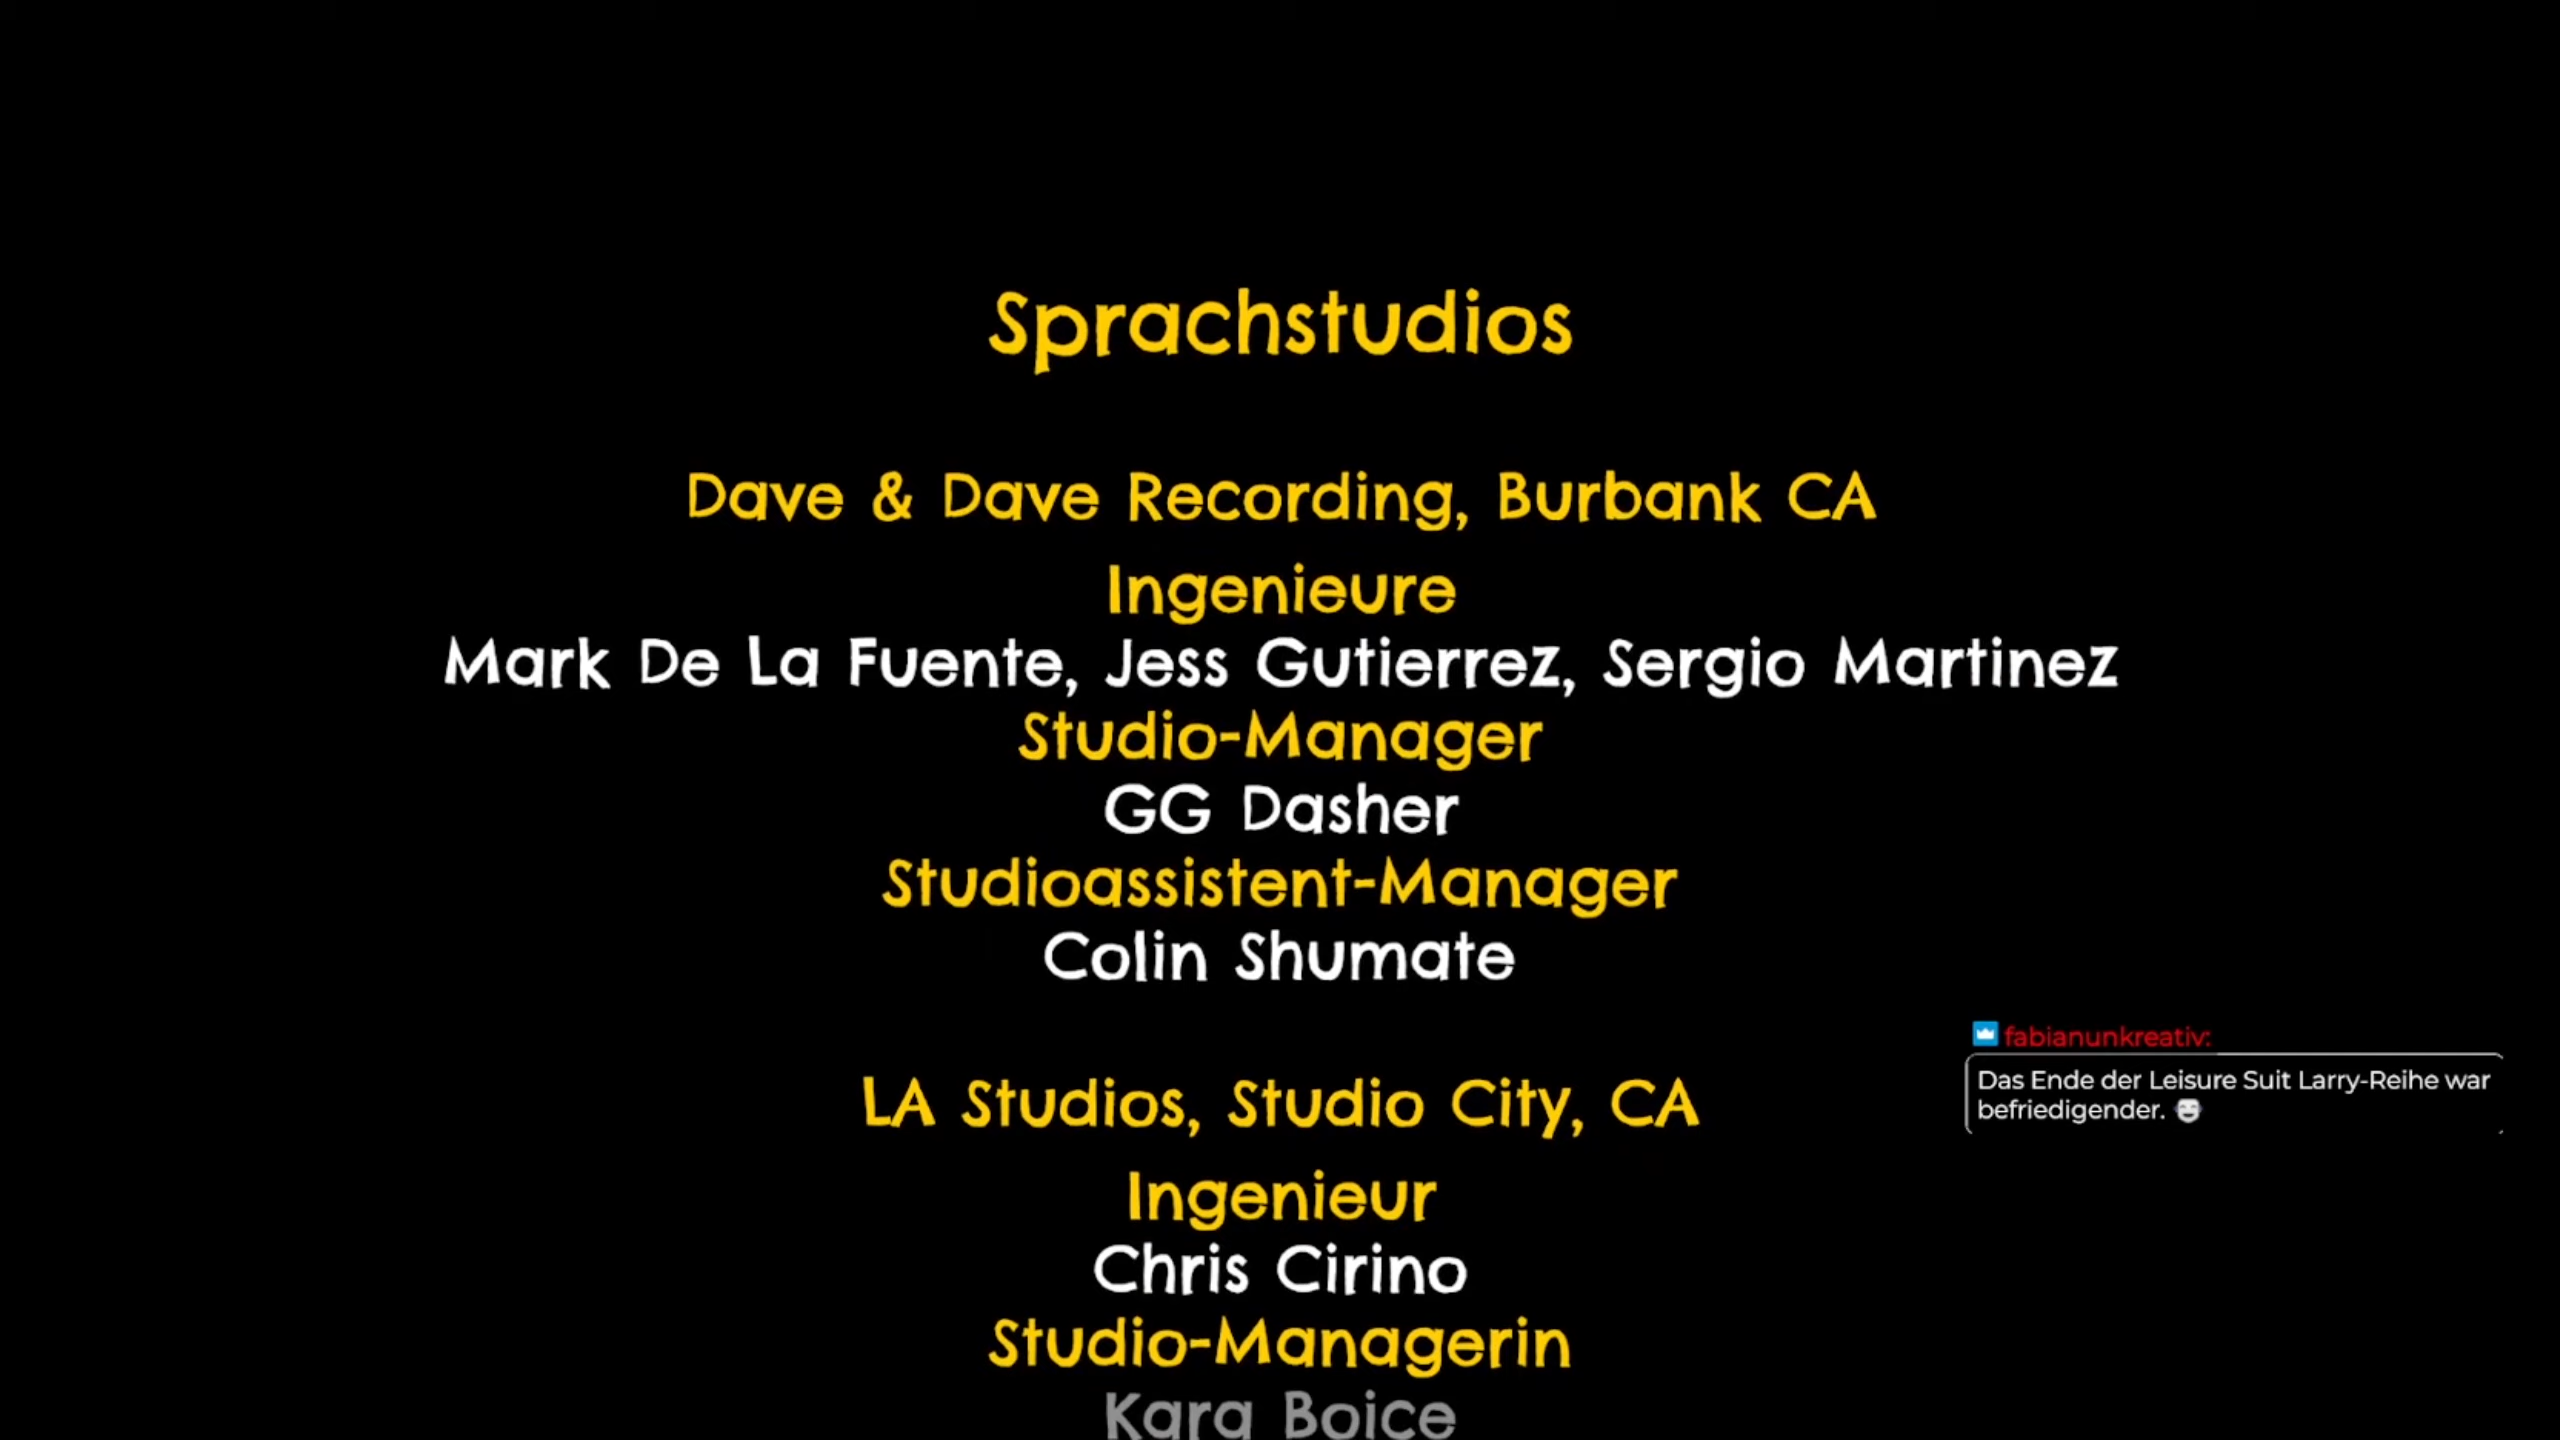 Sprachstudios
Dave & Dave Recording, Burbank CA
Ingenieure
Mark De La Fuente, Jess Gutierrez, Sergio Martinez
Studio-Manager
GG Dasher
Studioassistent-Manager
Colin Shumate
LA Studios, Studio City, CA
Ingenieur
Chris Cirino
Studio-Managerin
Kara Boice
fabianunkreativ:
Das Ende der Leisure Suit Larry-Reihe war
befriedigender.